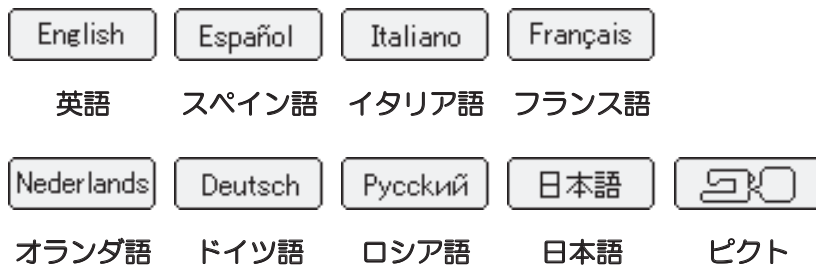 English Español Italiano Français
英語 スペイン語 イタリア語 フランス語
Nederlands Deutsch Русский 日本語
オランダ語 ドイツ語 ロシア語 日本語 ピクト